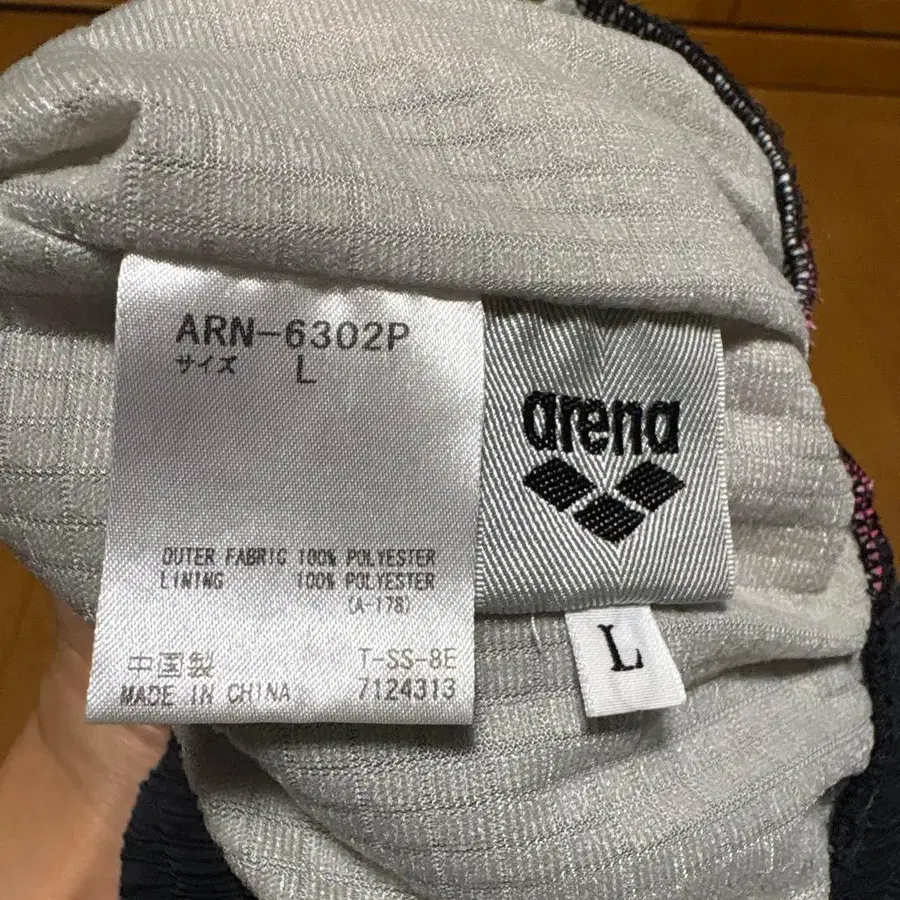 ARN-6302P
サイズ L
OUTER FABRIC 100% POLYESTER
LINING 100% POLYESTER
(A-178)
中国製 T-SS-8E
MADE IN CHINA 7124313
arena
L